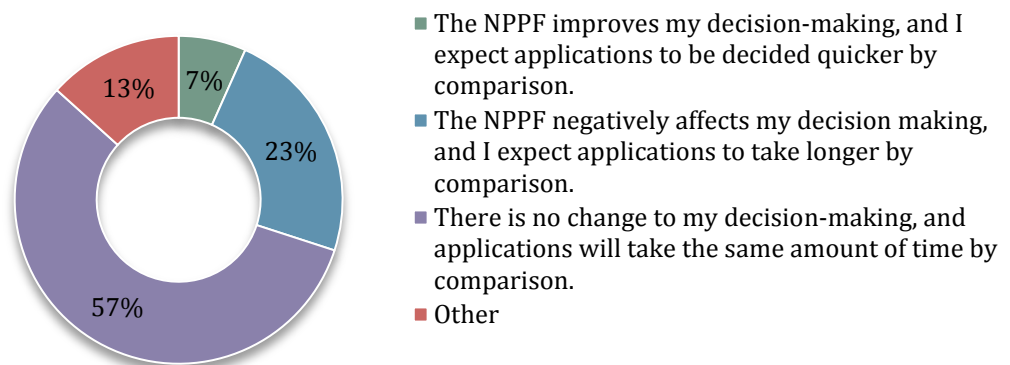 13%
7%
23%
57%
The NPPF improves my decision-making, and I
expect applications to be decided quicker by
comparison.
The NPPF negatively affects my decision making,
and I expect applications to take longer by
comparison.
There is no change to my decision-making, and
applications will take the same amount of time by
comparison.
Other